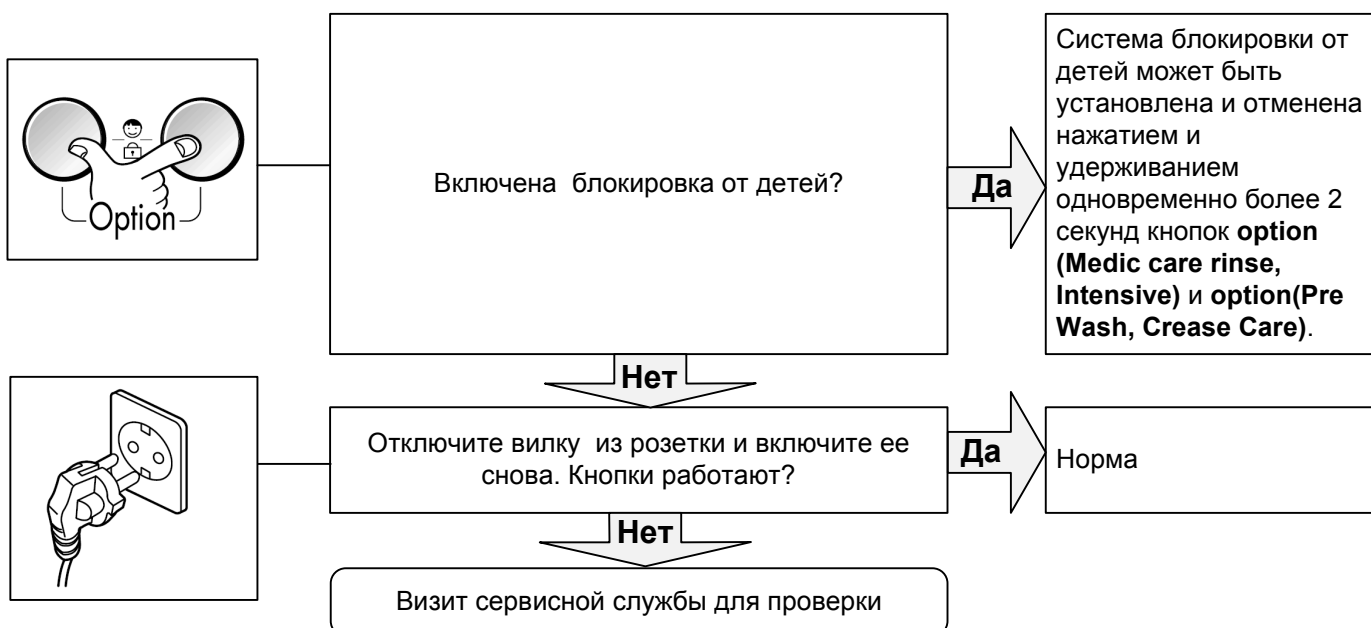 Option
Включена блокировка от детей?
Да
Система блокировки от
детей может быть
установлена и отменена
нажатием и
удерживанием
одновременно более 2
секунд кнопок option
(Medic care rinse,
Intensive) и option(Pre
Wash, Crease Care).
Нет
Отключите вилку из розетки и включите ее
снова. Кнопки работают?
Да
Норма
Нет
Визит сервисной службы для проверки